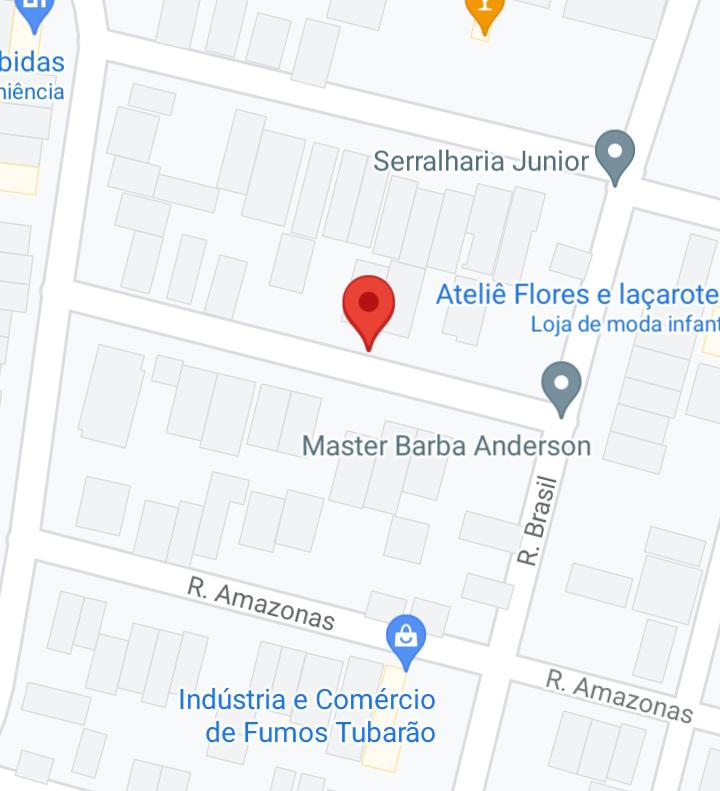 bidas
niência
Serralharia Junior
Ateliê Flores e laçarote
Loja de moda infant
Master Barba Anderson
R. Brasil
R. Amazonas
R. Amazonas
Indústria e Comércio
de Fumos Tubarão